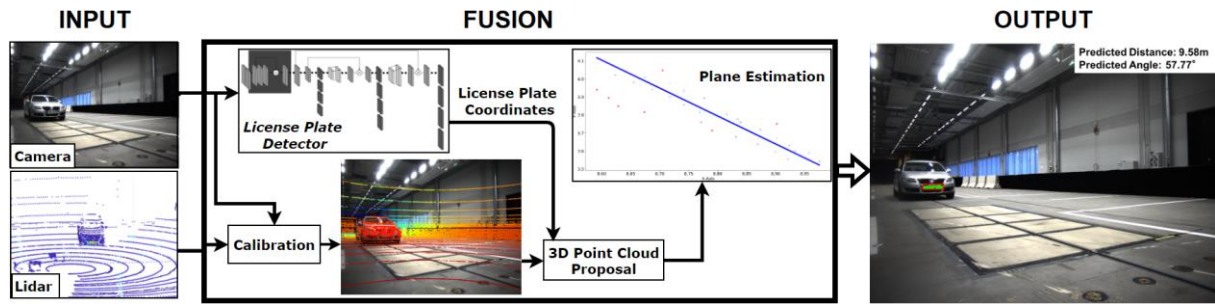 INPUT
FUSION
OUTPUT
Camera
Lidar
License Plate
Detector
License Plate
Coordinates
Calibration
3D Point Cloud
Proposal
Plane Estimation
Predicted Distance: 9.58m
Predicted Angle: 57.77°